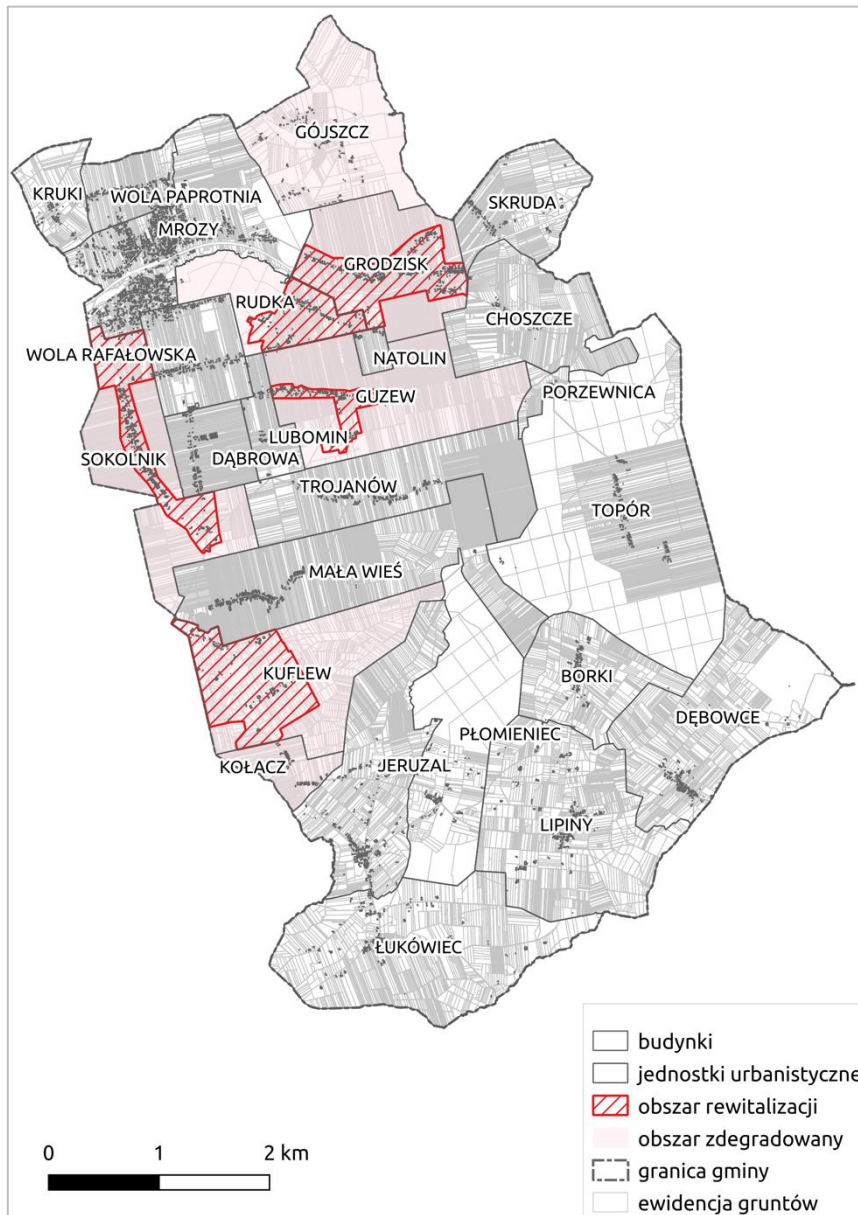 GÓJSZCZ
KRUKI
WOLA PAPROTNIA
SKRUDA
MROZY
GRODZISK
RUDKA
CHOSZCZE
WOLA RAFAŁOWSKA
NATOLIN
PORZEWNICA
GUZEW
LUBOMIN
SOKOLNIK
DĄBROWA
TROJANÓW
TOPÓR
MAŁA WIEŚ
KUFLEW
BORKI
DĘBOWCE
PŁOMIENIEC
KOŁACZ
JERUZAL
LIPINY
ŁUKÓWIEC
budynki
jednostki urbanistyczne
obszar rewitalizacji
obszar zdegradowany
granica gminy
ewidencja gruntów
0 1 2 km